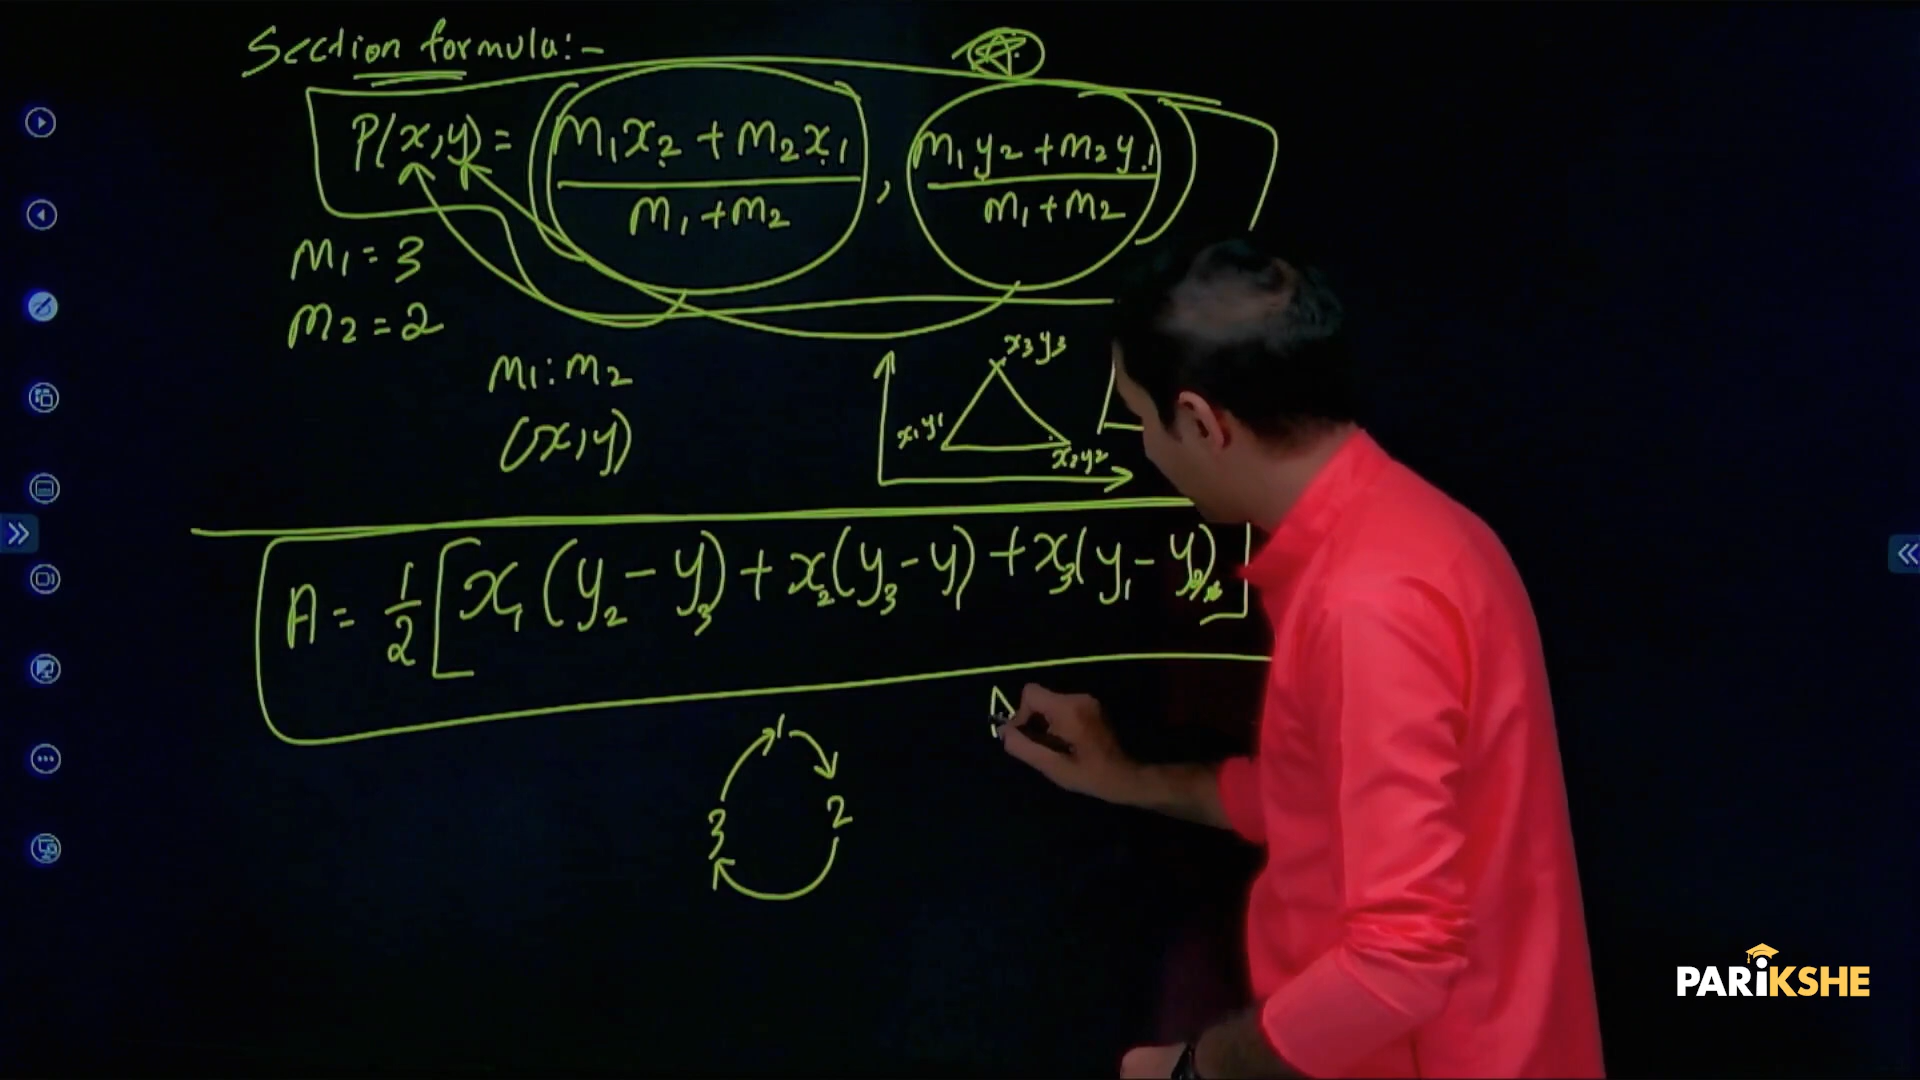 Section formula:-
P(x,y) = (m₁x₂ + m₂x₁ / m₁ + m₂ , m₁y₂ + m₂y₁ / m₁ + m₂)
m₁ = 3
m₂ = 2
m₁ : m₂
(x,y)
x₃y₃
x₁y₁
x₂y₂
A = 1/2 [x₁(y₂ - y₃) + x₂(y₃ - y₁) + x₃(y₁ - y₂)]
1
3 2
PARIKSHE